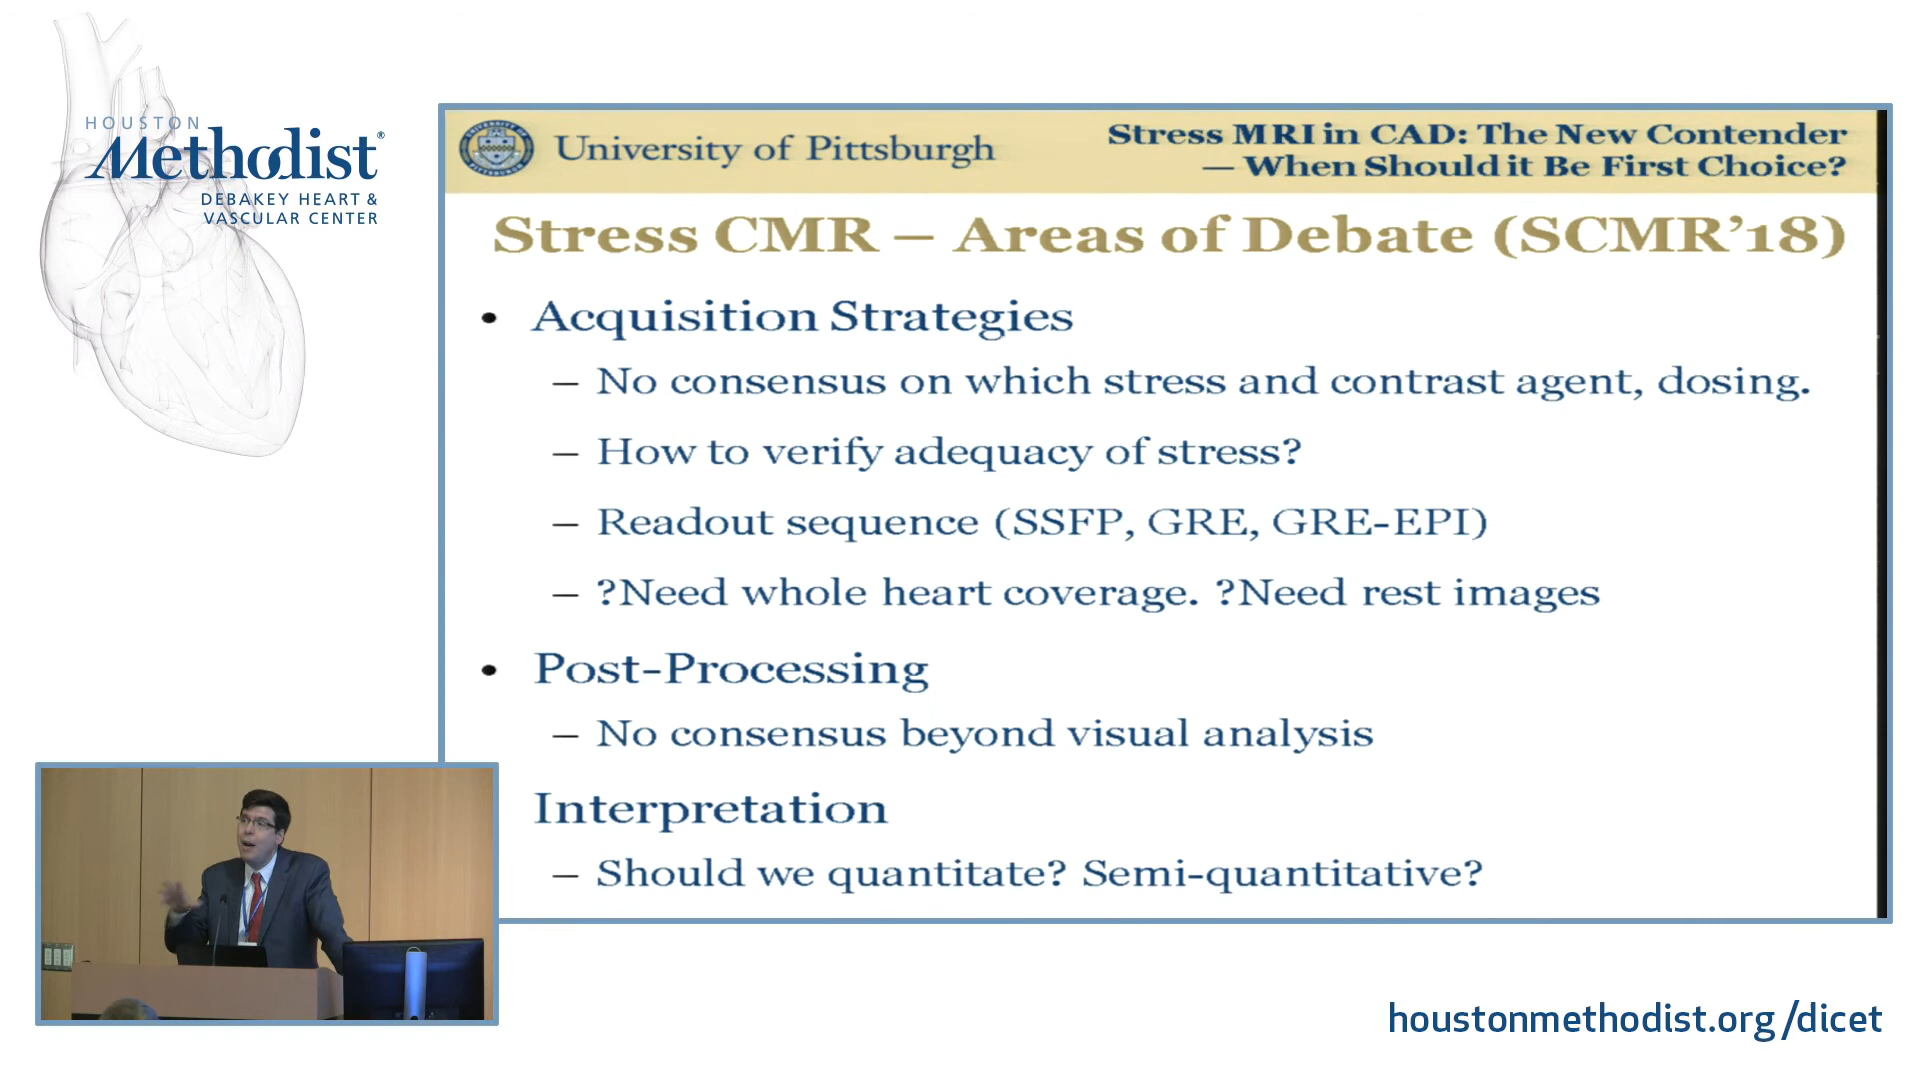 HOUSTON
Methodist®
DEBAKEY HEART &
VASCULAR CENTER
University of Pittsburgh
Stress MRI in CAD: The New Contender
— When Should it Be First Choice?
Stress CMR – Areas of Debate (SCMR’18)
• Acquisition Strategies
– No consensus on which stress and contrast agent, dosing.
– How to verify adequacy of stress?
– Readout sequence (SSFP, GRE, GRE-EPI)
– ?Need whole heart coverage. ?Need rest images
• Post-Processing
– No consensus beyond visual analysis
Interpretation
– Should we quantitate? Semi-quantitative?
houstonmethodist.org/dicet